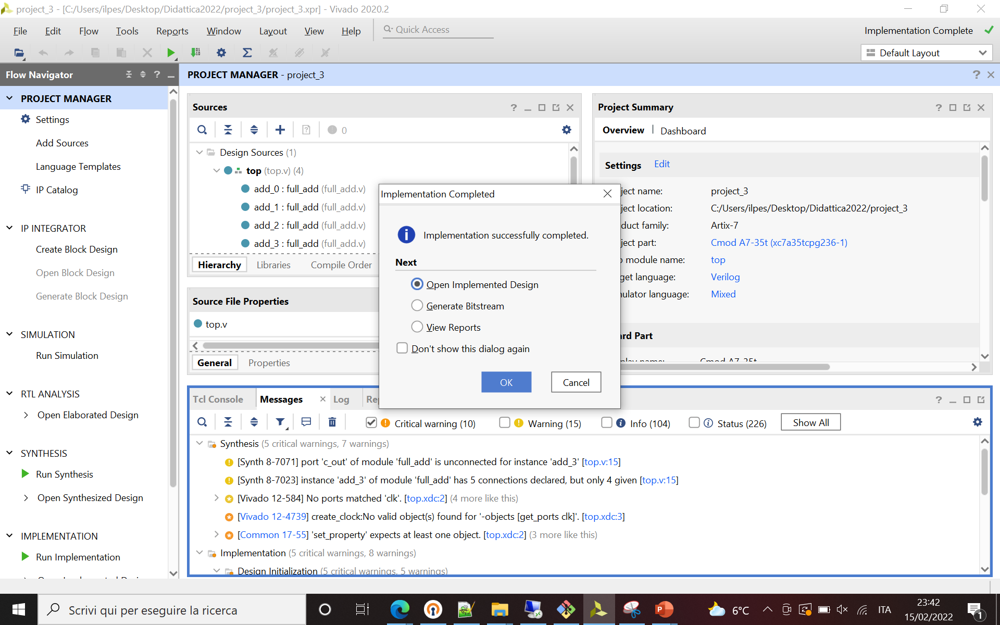 project_3 - [C:/Users/ilpes/Desktop/Didattica2022/project_3/project_3.xpr] - Vivado 2020.2
File Edit Flow Tools Reports Window Layout View Help Quick Access Implementation Complete
Default Layout
Flow Navigator
PROJECT MANAGER
Settings
Add Sources
Language Templates
IP Catalog
IP INTEGRATOR
Create Block Design
Open Block Design
Generate Block Design
SIMULATION
Run Simulation
RTL ANALYSIS
Open Elaborated Design
SYNTHESIS
Run Synthesis
Open Synthesized Design
IMPLEMENTATION
Run Implementation
PROJECT MANAGER - project_3
Sources
0
Design Sources (1)
top (top.v) (4)
add_0 : full_add (full_add.v)
add_1 : full_add (full_add.v)
add_2 : full_add (full_add.v)
add_3 : full_add (full_add.v)
Hierarchy Libraries Compile Order
Source File Properties
top.v
General Properties
Project Summary
Overview | Dashboard
Settings Edit
ject name: project_3
ject location: C:/Users/ilpes/Desktop/Didattica2022/project_3
duct family: Artix-7
ject part: Cmod A7-35t (xc7a35tcpg236-1)
module name: top
get language: Verilog
ulator language: Mixed
rd Part
Cmod A7-35t
Implementation Completed
Implementation successfully completed.
Next
Open Implemented Design
Generate Bitstream
View Reports
Don't show this dialog again
OK Cancel
Tcl Console Messages Log Re
Critical warning (10) Warning (15) Info (104) Status (226) Show All
Synthesis (5 critical warnings, 7 warnings)
[Synth 8-7071] port 'c_out' of module 'full_add' is unconnected for instance 'add_3' [top.v:15]
[Synth 8-7023] instance 'add_3' of module 'full_add' has 5 connections declared, but only 4 given [top.v:15]
[Vivado 12-584] No ports matched 'clk'. [top.xdc:2] (4 more like this)
[Vivado 12-4739] create_clock:No valid object(s) found for '-objects [get_ports clk]'. [top.xdc:3]
[Common 17-55] 'set_property' expects at least one object. [top.xdc:2] (3 more like this)
Implementation (5 critical warnings, 8 warnings)
Design Initialization (5 critical warnings, 5 warnings)
Scrivi qui per eseguire la ricerca
6°C
ITA
23:42
15/02/2022
1